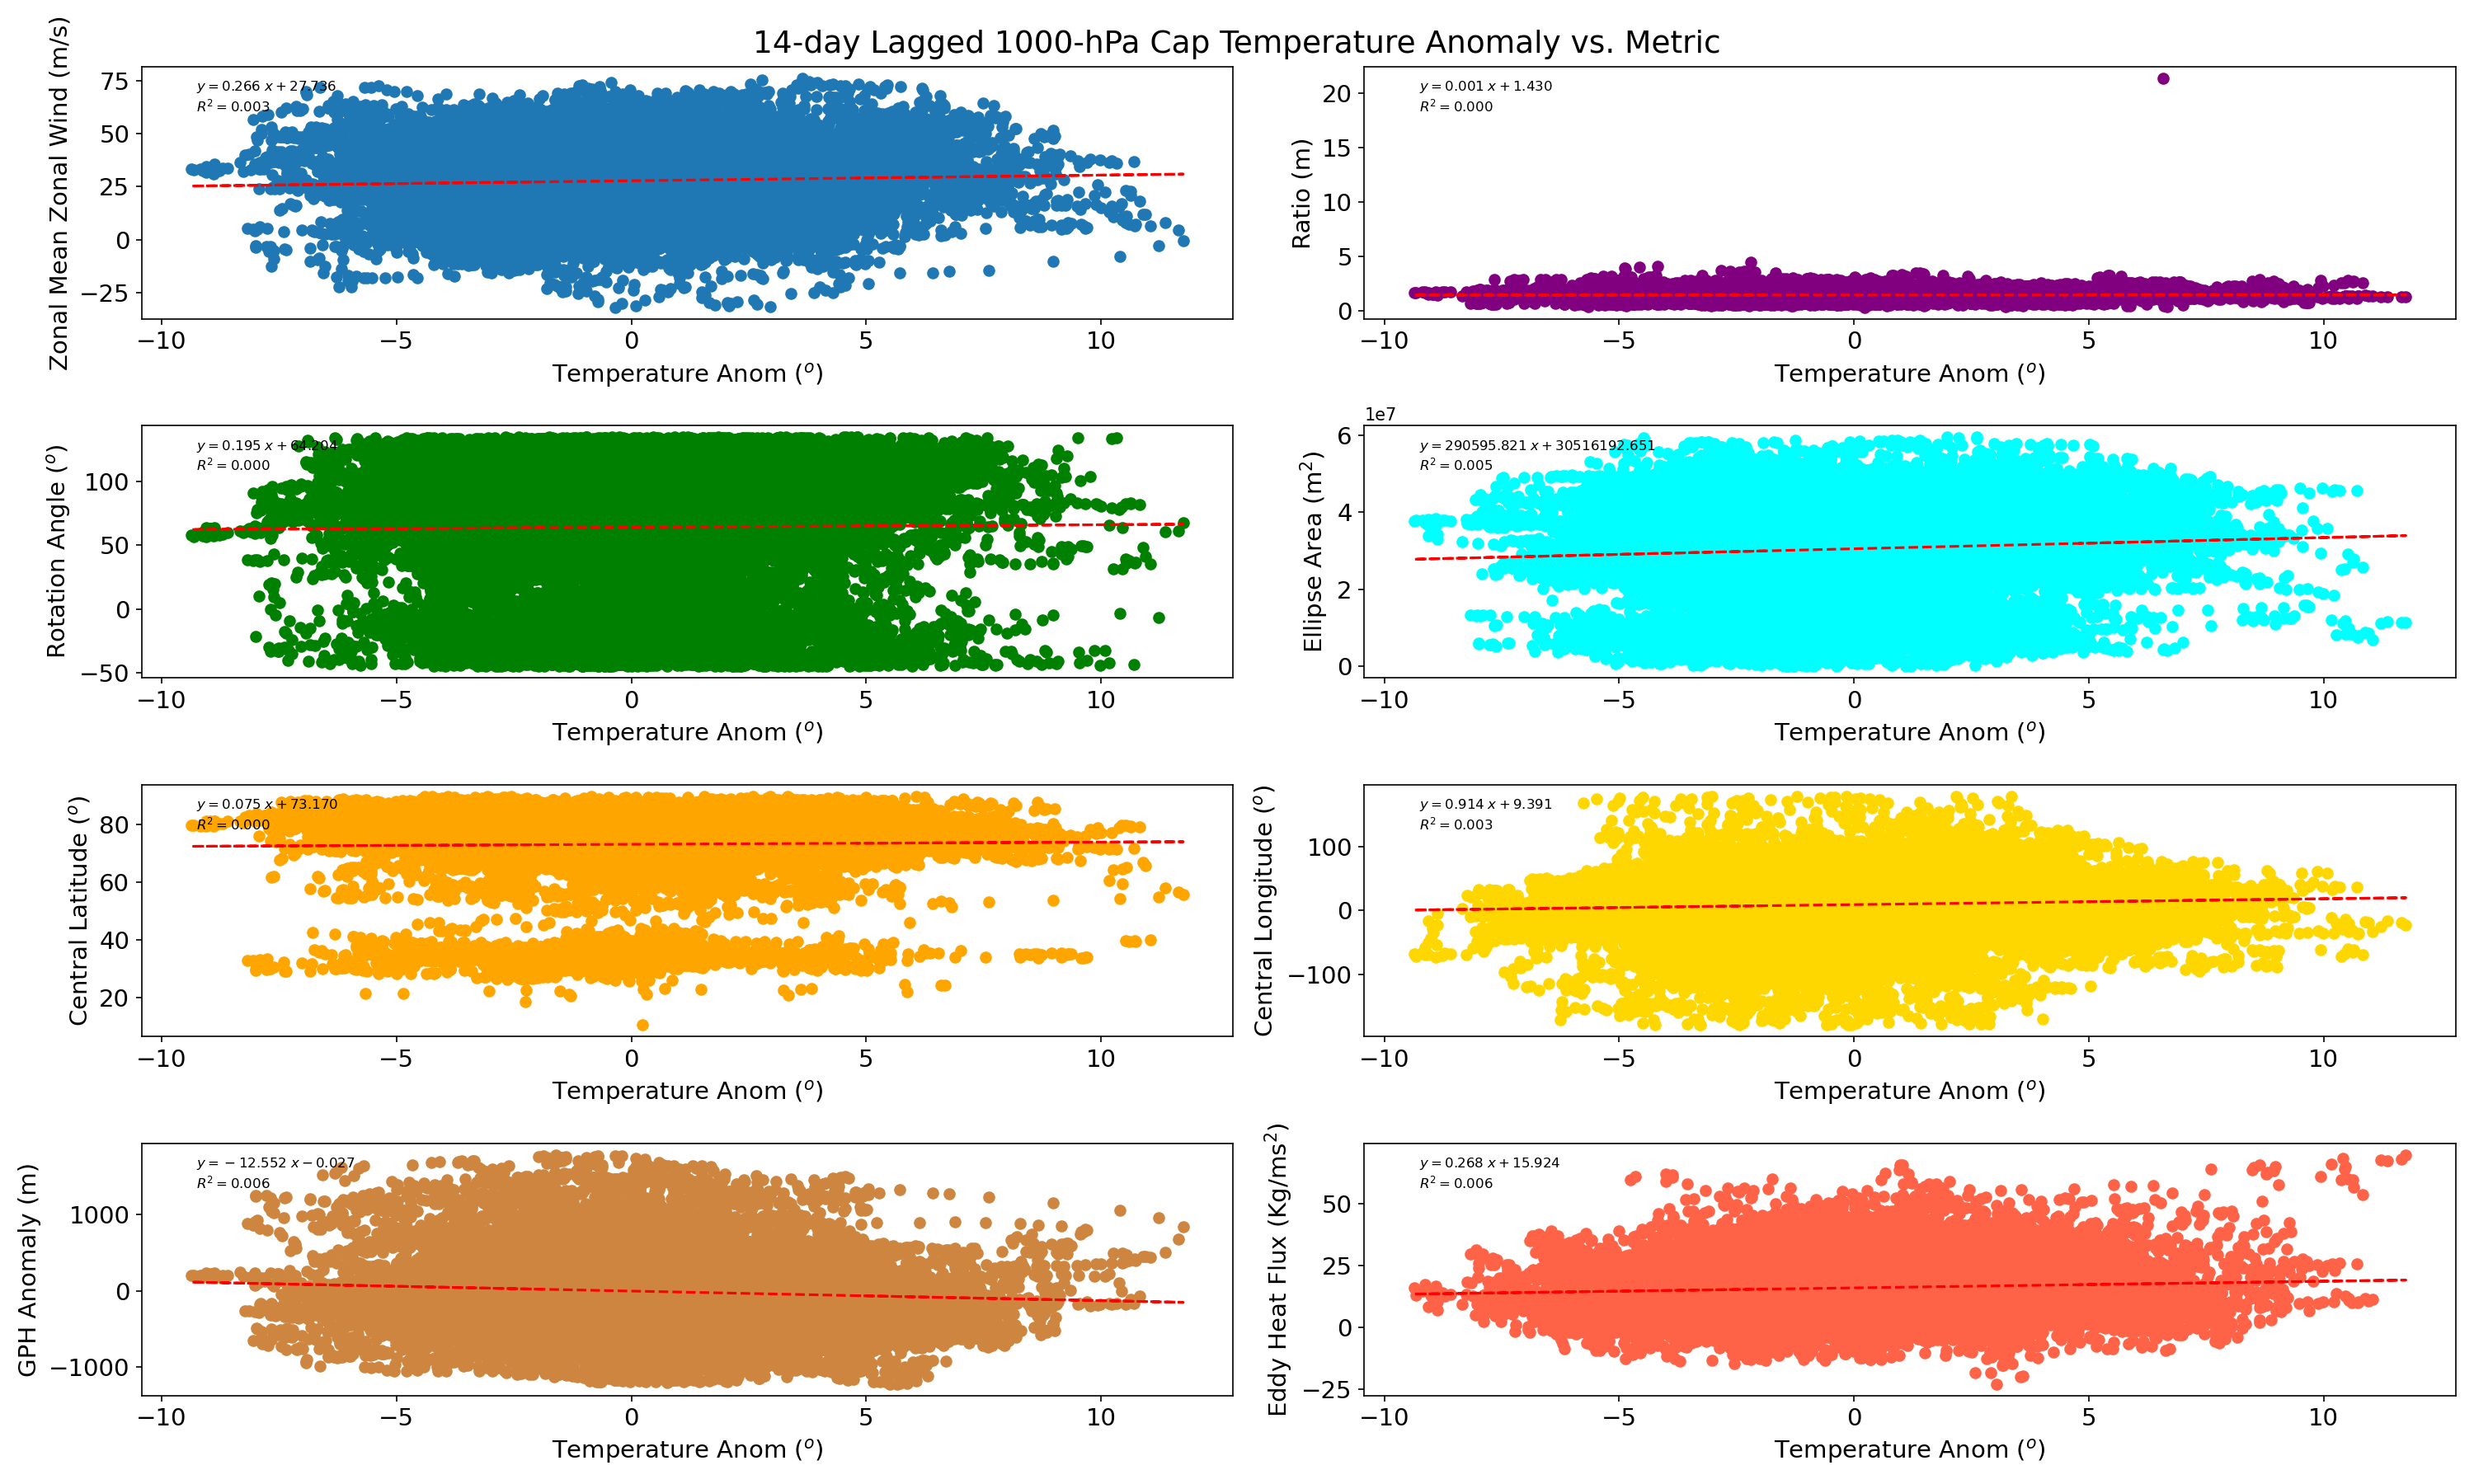 14-day Lagged 1000-hPa Cap Temperature Anomaly vs. Metric
Zonal Mean Zonal Wind (m/s)
75
50
25
0
−25
y = 0.266 x + 27.736
R² = 0.003
−10 −5 0 5 10
Temperature Anom (°)
Ratio (m)
20
15
10
5
0
y = 0.001 x + 1.430
R² = 0.000
−10 −5 0 5 10
Temperature Anom (°)
Rotation Angle (°)
100
50
0
−50
y = 0.195 x + 64.204
R² = 0.000
−10 −5 0 5 10
Temperature Anom (°)
Ellipse Area (m²)
1e7
6
4
2
0
y = 290595.821 x + 30516192.651
R² = 0.005
−10 −5 0 5 10
Temperature Anom (°)
Central Latitude (°)
80
60
40
20
y = 0.075 x + 73.170
R² = 0.000
−10 −5 0 5 10
Temperature Anom (°)
Central Longitude (°)
100
0
−100
y = 0.914 x + 9.391
R² = 0.003
−10 −5 0 5 10
Temperature Anom (°)
GPH Anomaly (m)
1000
0
−1000
y = − 12.552 x − 0.027
R² = 0.006
−10 −5 0 5 10
Temperature Anom (°)
Eddy Heat Flux (Kg/ms²)
50
25
0
−25
y = 0.268 x + 15.924
R² = 0.006
−10 −5 0 5 10
Temperature Anom (°)